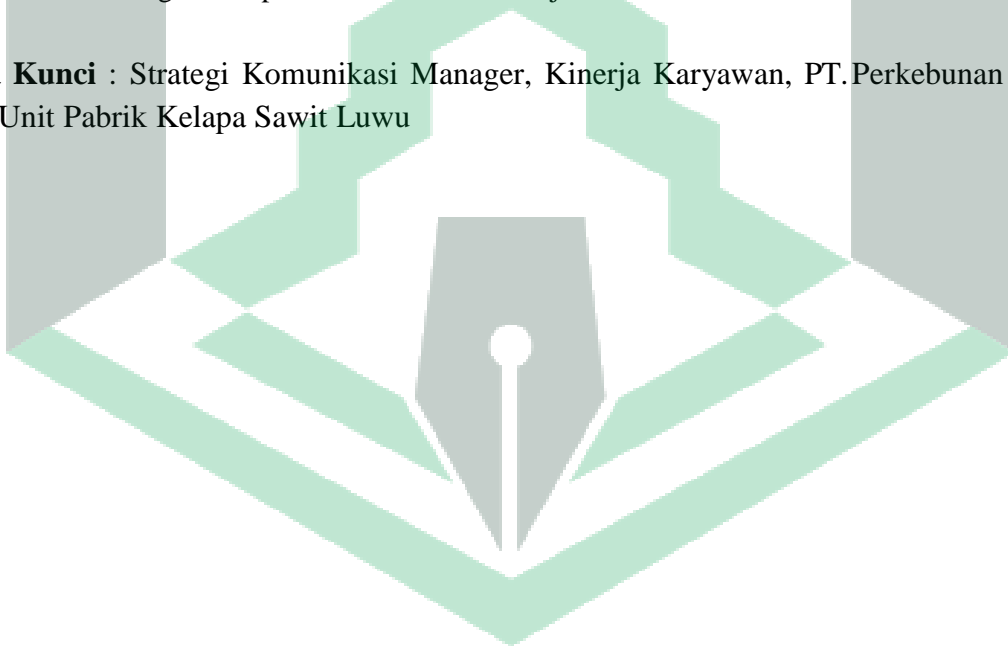 Kunci : Strategi Komunikasi Manager, Kinerja Karyawan, PT.Perkebunan
Unit Pabrik Kelapa Sawit Luwu